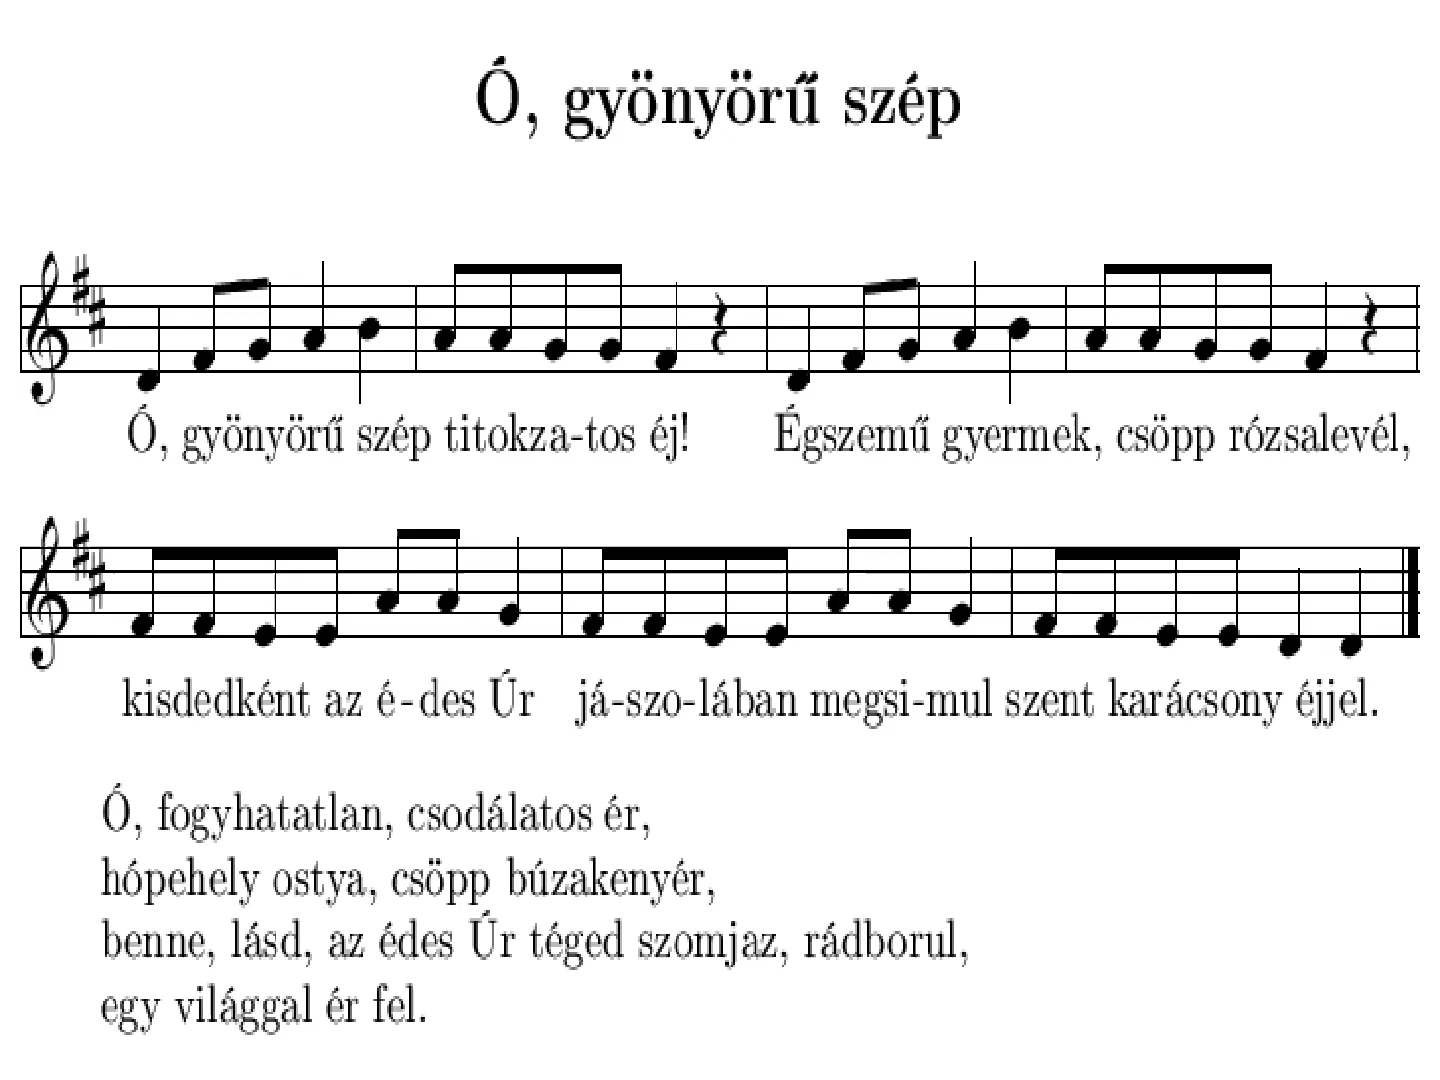 Ó, gyönyörű szép
Ó, gyönyörű szép titokza-tos éj! Égszemű gyermek, csöpp rózsalevél,
kisdedként az é-des Úr já-szo-lában megsi-mul szent karácsony éjjel.
Ó, fogyhatatlan, csodálatos ér,
hópehely ostya, csöpp búzakenyér,
benne, lásd, az édes Úr téged szomjaz, rádborul,
egy világgal ér fel.